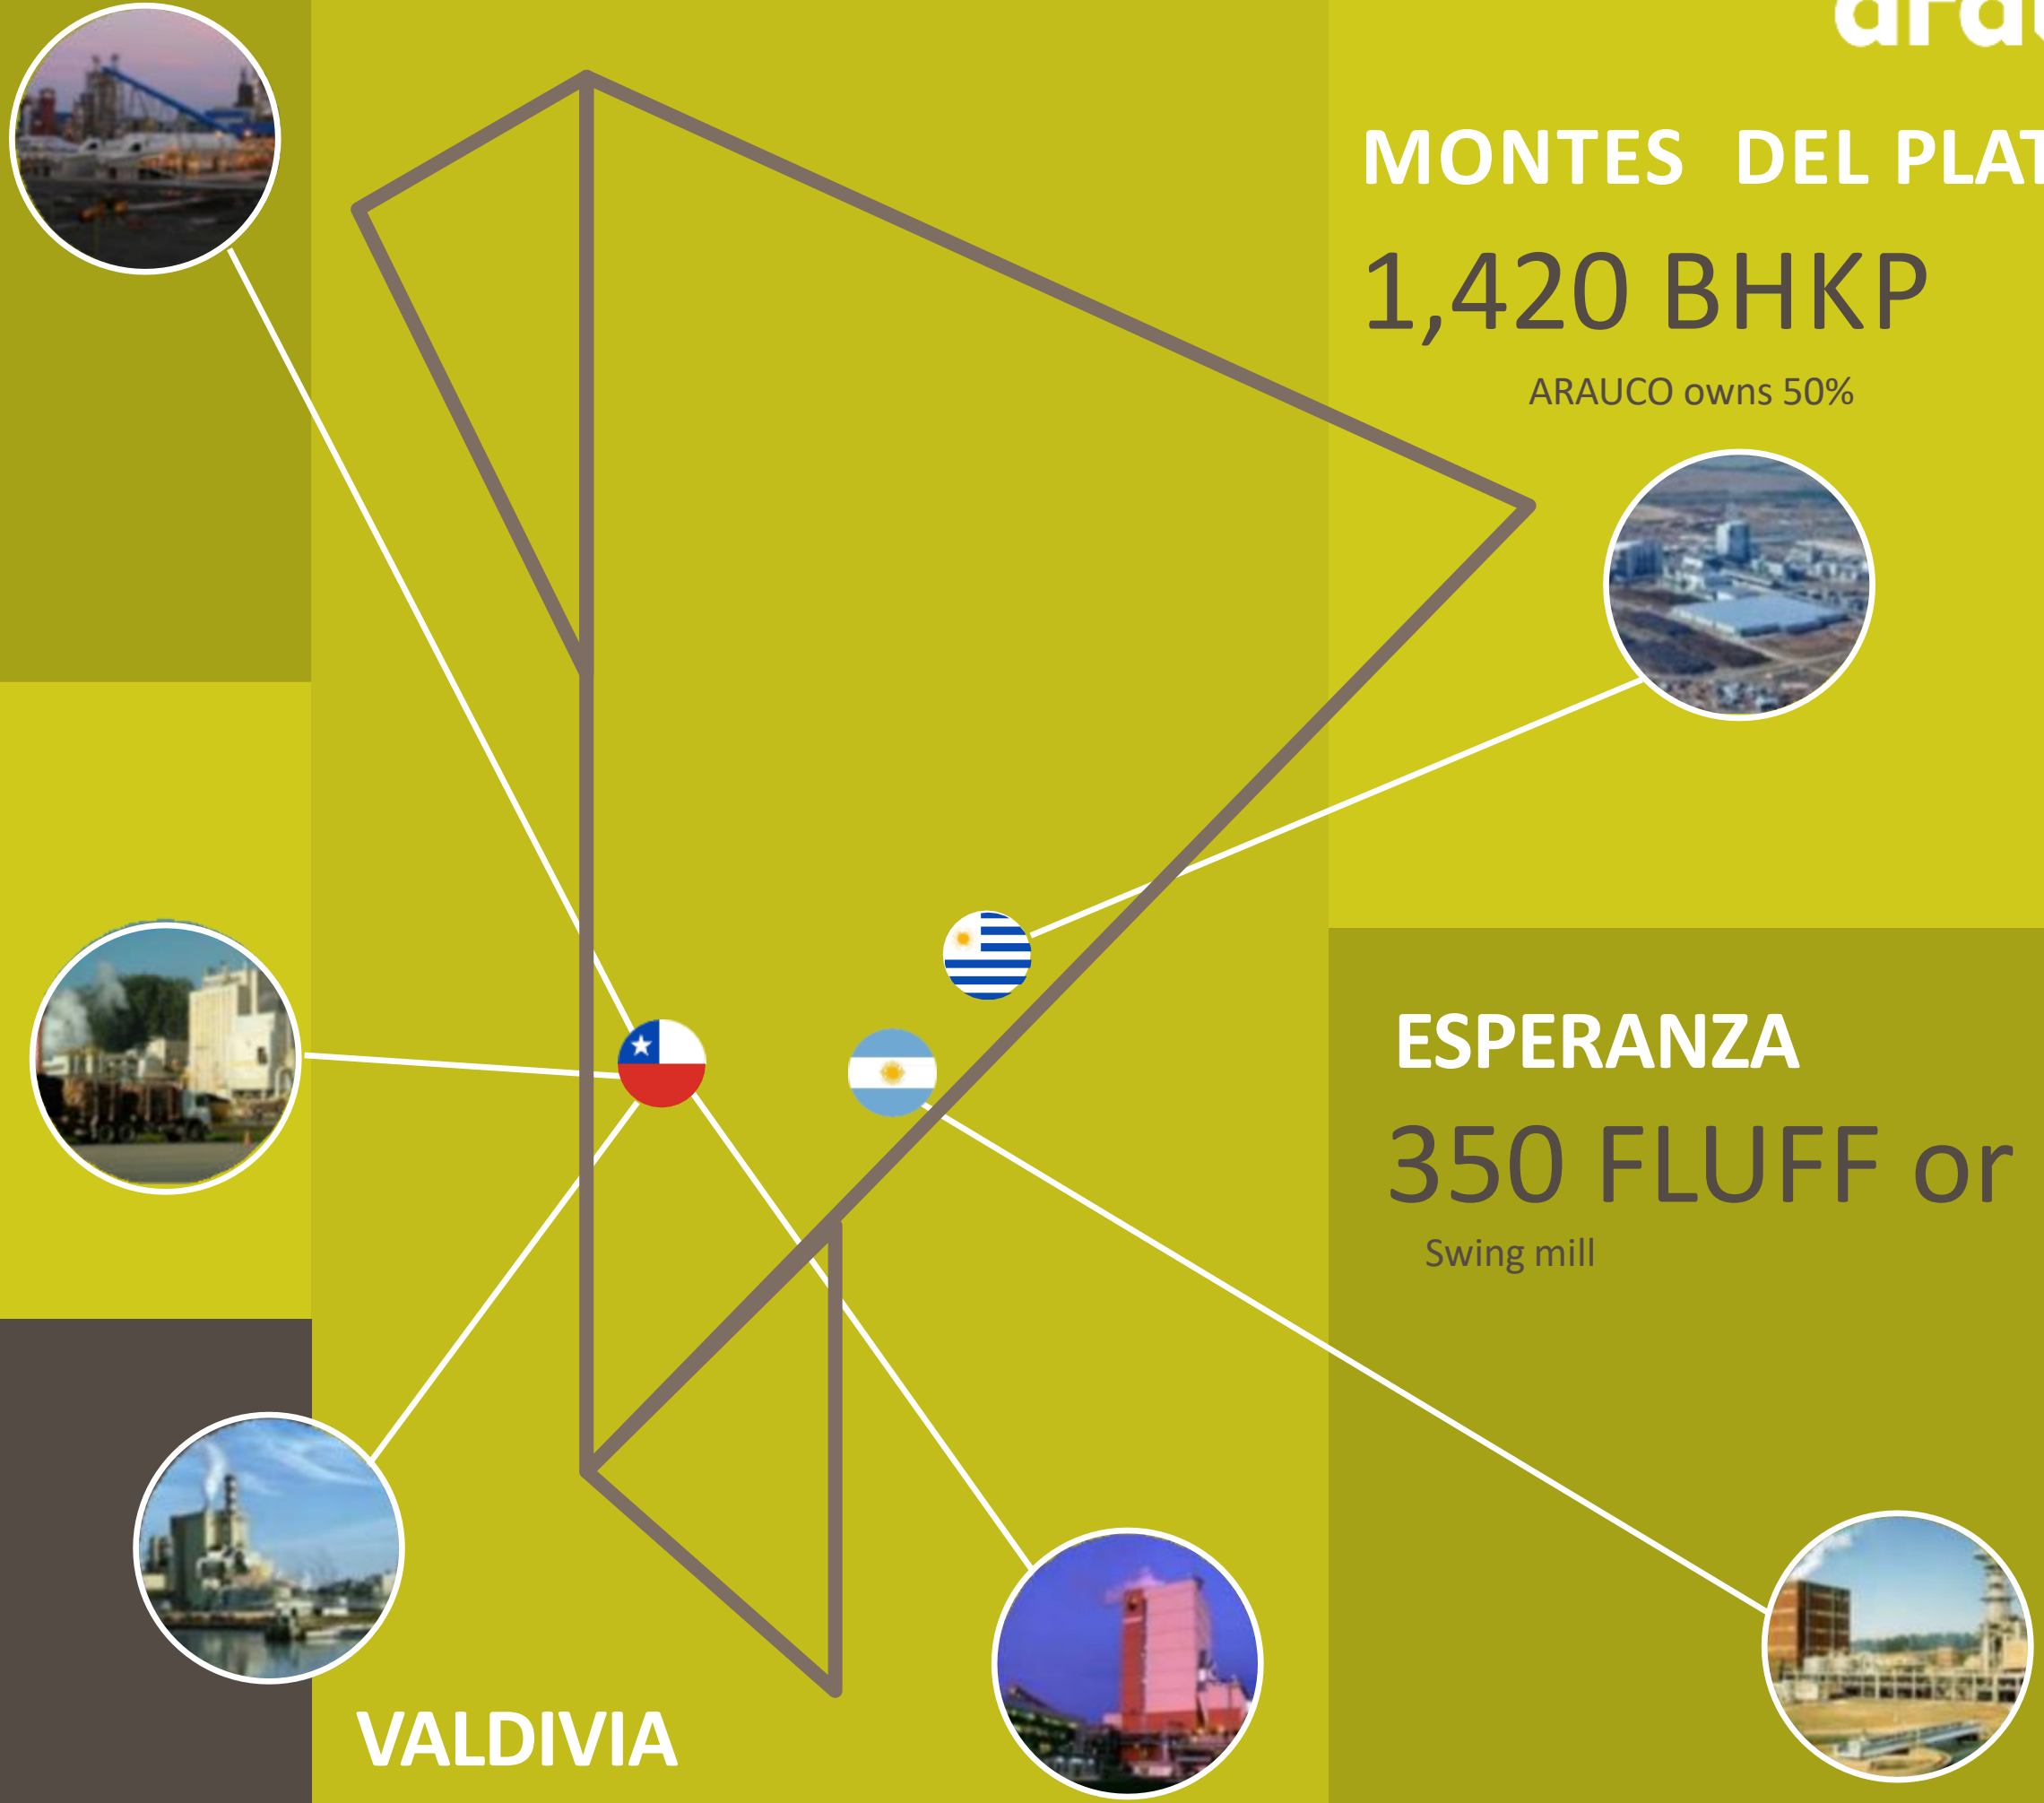 MONTES DEL PLAT
1,420 BHKP
ARAUCO owns 50%
ESPERANZA
350 FLUFF or
Swing mill
VALDIVIA